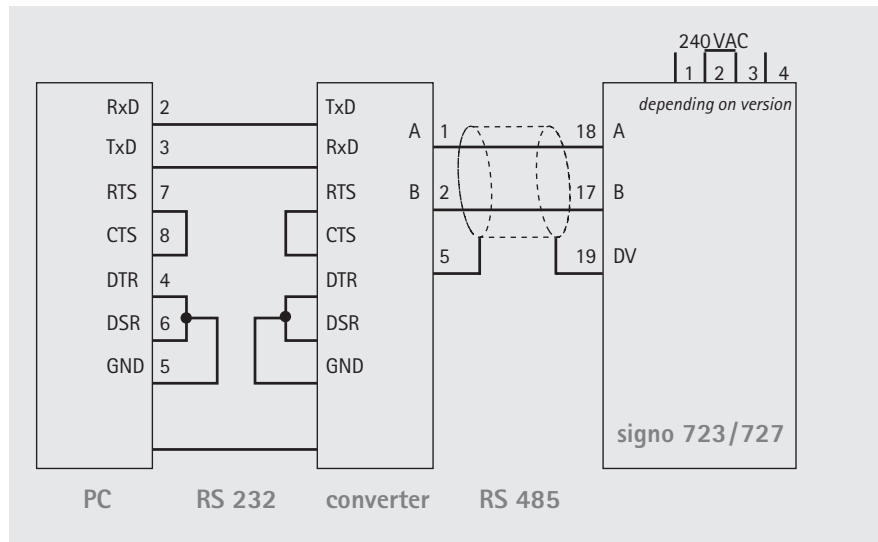 240 VAC
1 2 3 4
depending on version
RxD 2
TxD 3
RTS 7
CTS 8
DTR 4
DSR 6
GND 5
TxD
RxD
RTS
CTS
DTR
DSR
GND
A 1
B 2
5
18 A
17 B
19 DV
signo 723/727
PC
RS 232
converter
RS 485